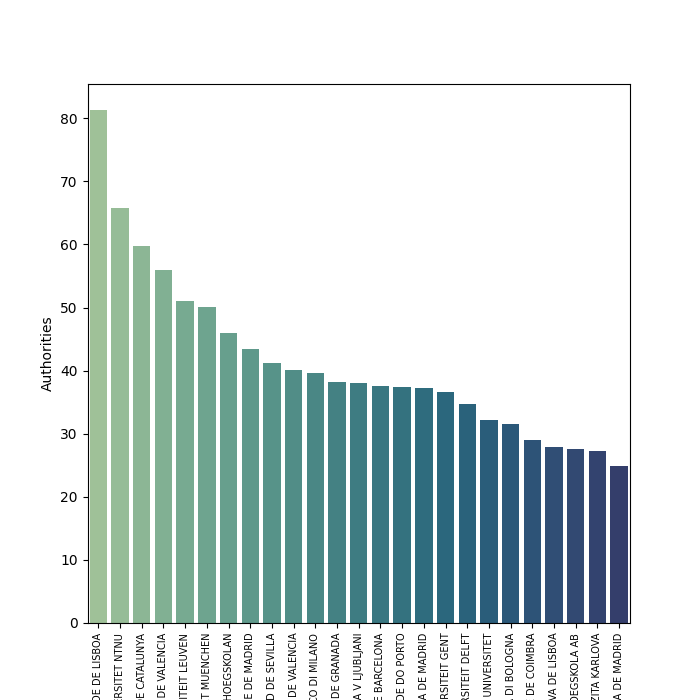 Authorities
80
70
60
50
40
30
20
10
0
DE DE LISBOA
RSITET NTNU
E CATALUNYA
DE VALENCIA
TEIT LEUVEN
T MUENCHEN
HOEGSKOLAN
E DE MADRID
D DE SEVILLA
DE VALENCIA
CO DI MILANO
DE GRANADA
A V LJUBLJANI
E BARCELONA
DE DO PORTO
A DE MADRID
RSITEIT GENT
RSITEIT DELFT
UNIVERSITET
DI BOLOGNA
DE COIMBRA
VA DE LISBOA
OEGSKOLA AB
ZITA KARLOVA
A DE MADRID